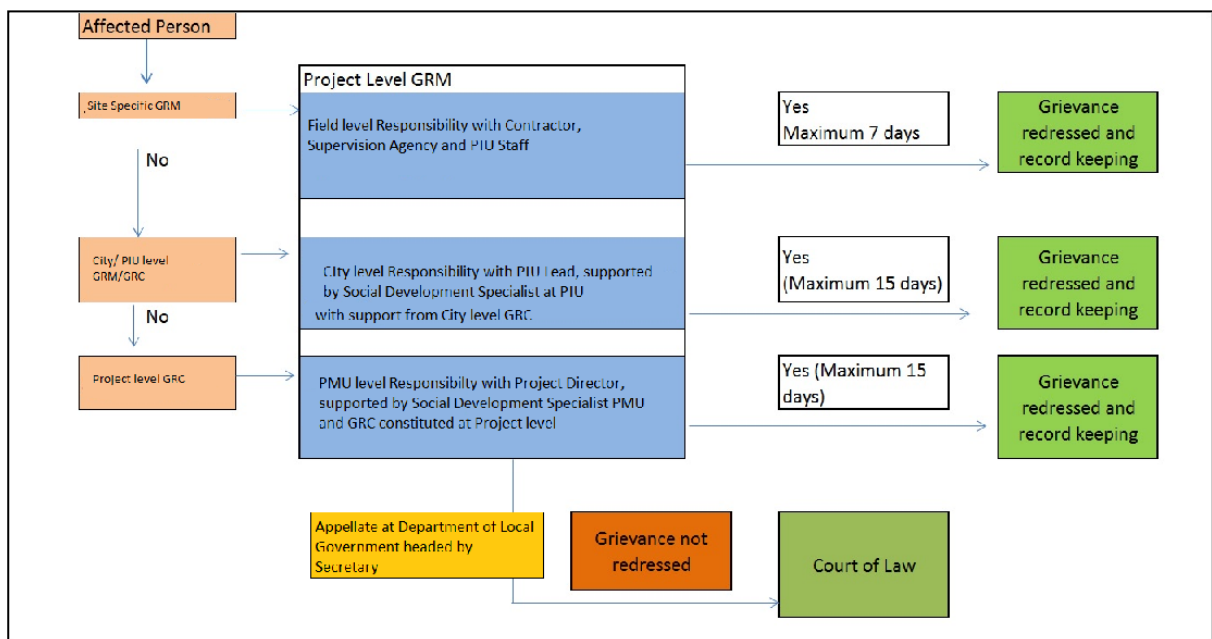 Affected Person
Site Specific GRM
No
City/ PIU level
GRM/GRC
No
Project level GRC
Project Level GRM
Field level Responsibility with Contractor,
Supervision Agency and PIU Staff
CIty level Responsibility with PIU Lead, supported
by Social Development Specialist at PIU
with support from City level GRC
PMU level Responsibilty with Project Director,
supported by Social Development Specialist PMU
and GRC constituted at Project level
Yes
Maximum 7 days
Grievance
redressed and
record keeping
Yes
(Maximum 15 days)
Grievance
redressed and
record keeping
Yes (Maximum 15
days)
Grievance
redressed and
record keeping
Appellate at Department of Local
Government headed by
Secretary
Grievance not
redressed
Court of Law